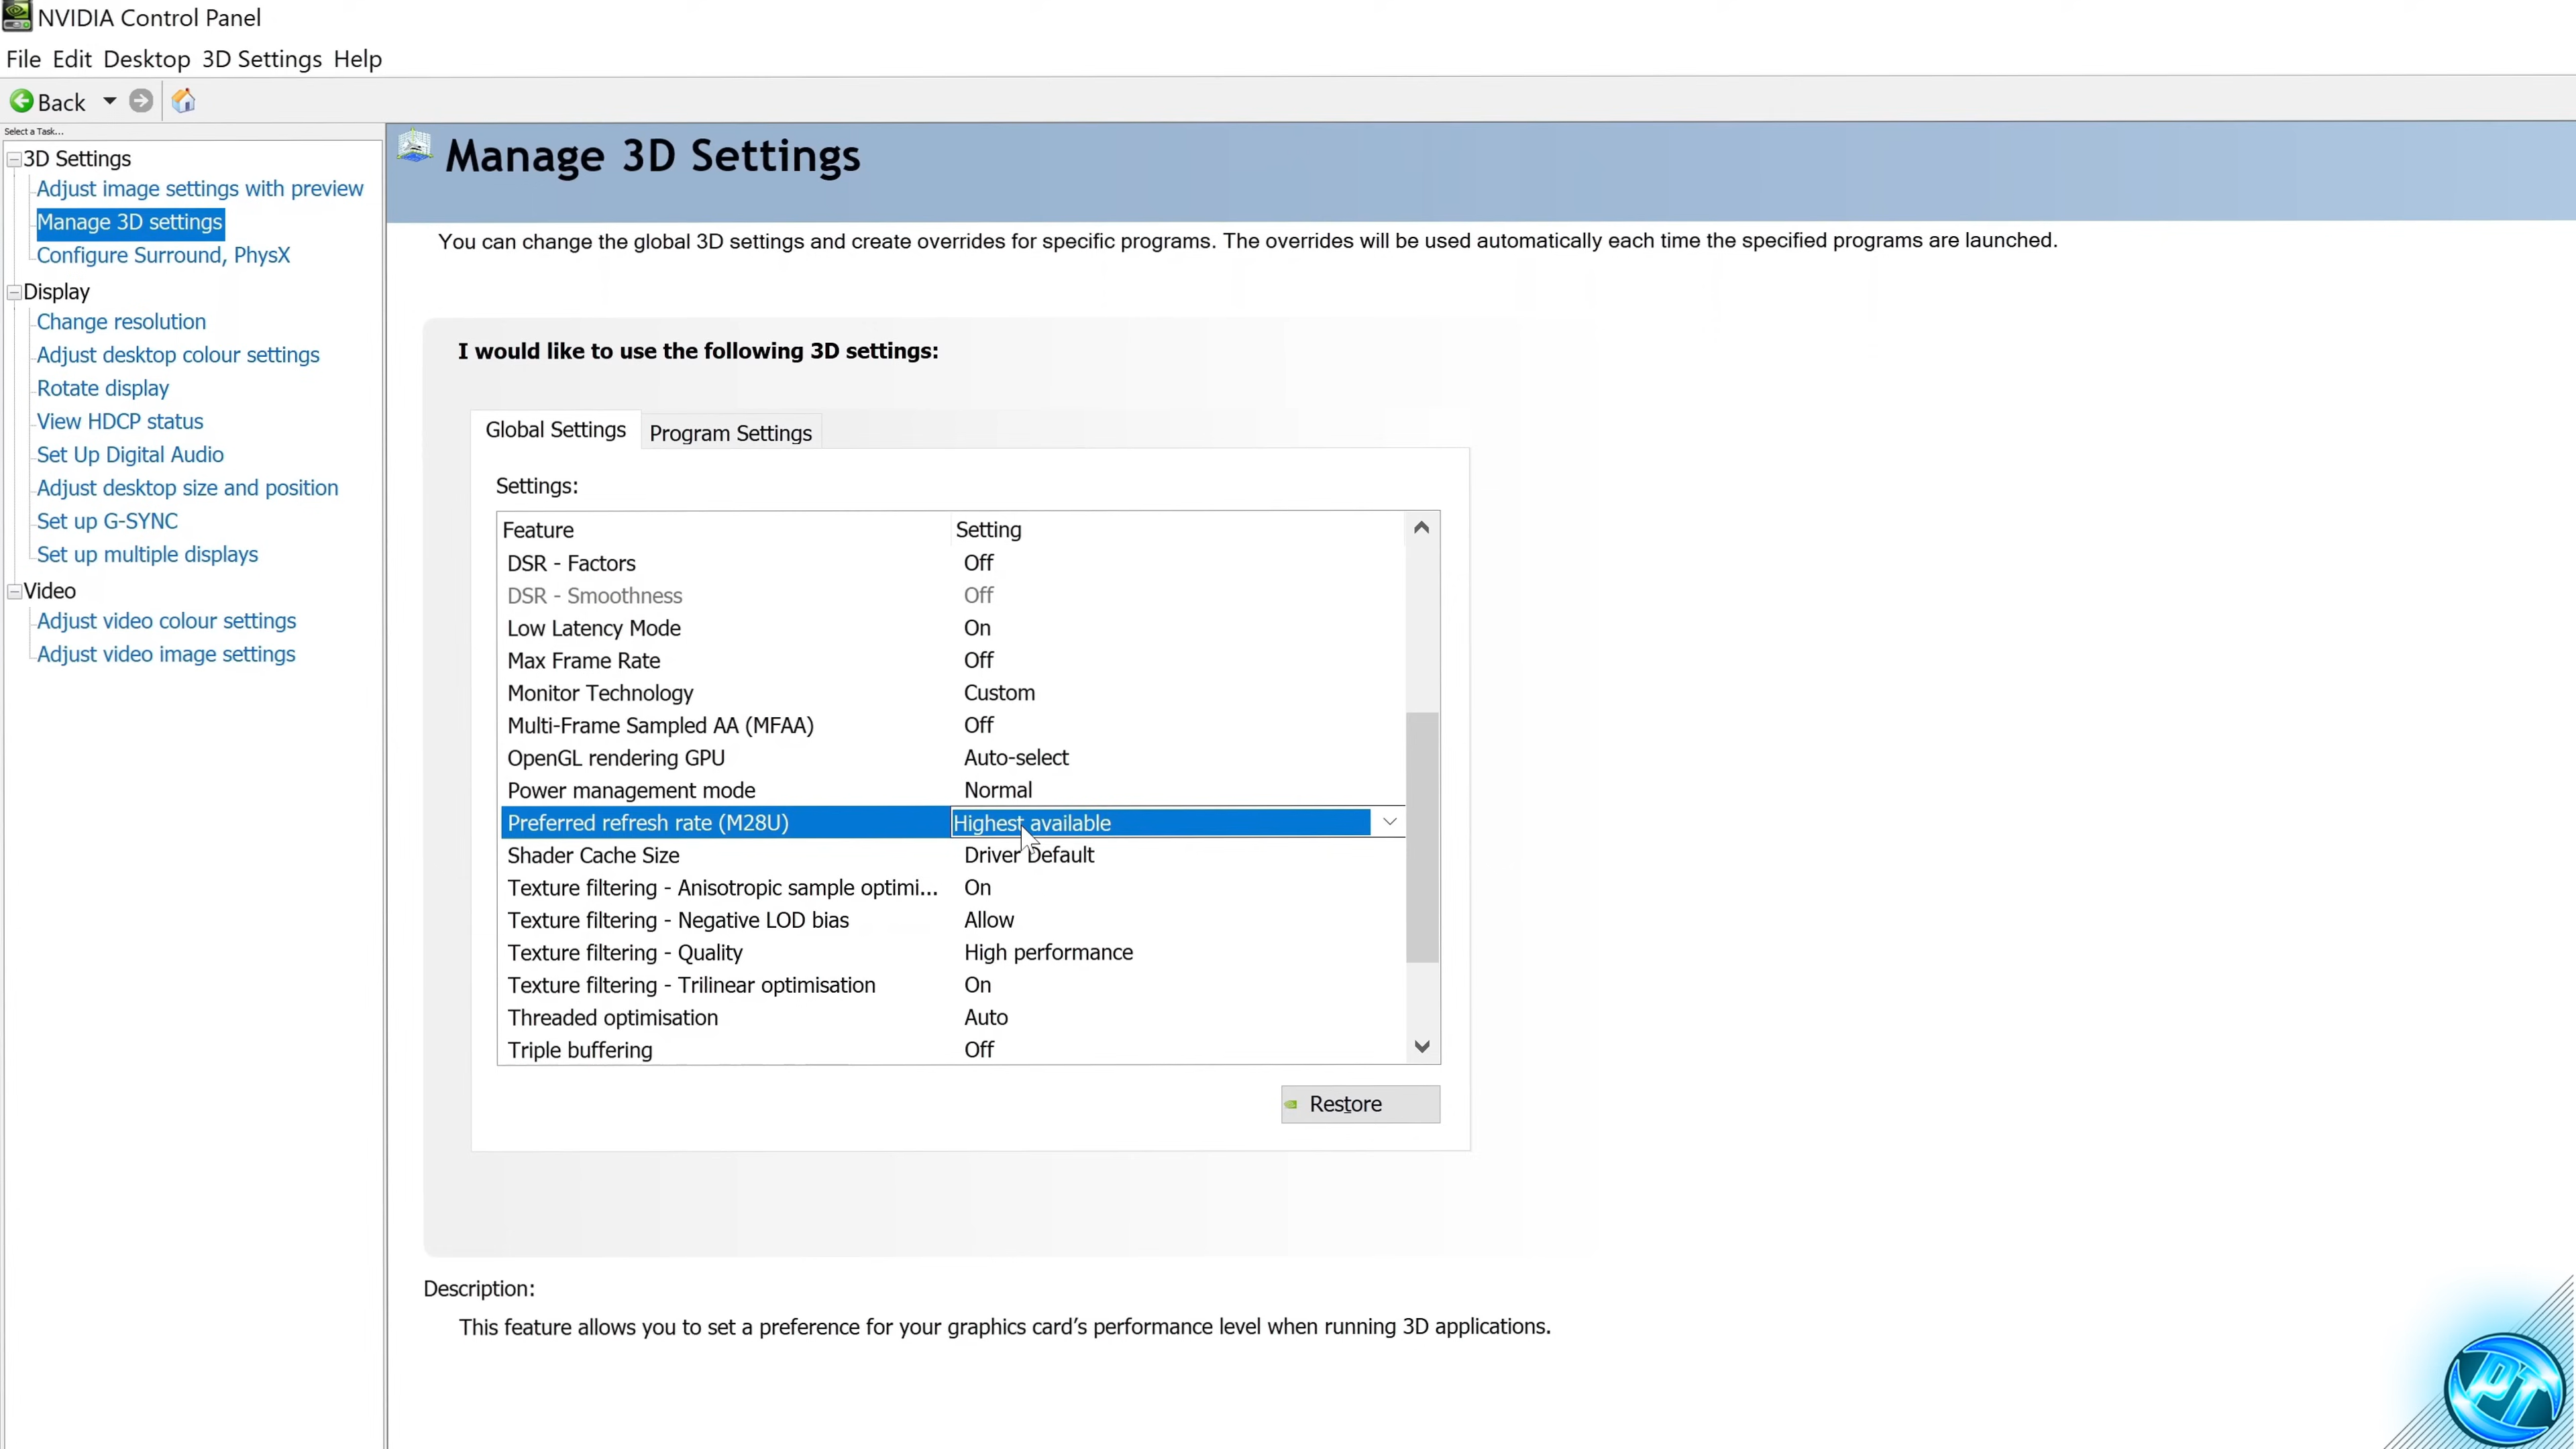 NVIDIA Control Panel
File Edit Desktop 3D Settings Help
Back
Select a Task...
3D Settings
Adjust image settings with preview
Manage 3D settings
Configure Surround, PhysX
Display
Change resolution
Adjust desktop colour settings
Rotate display
View HDCP status
Set Up Digital Audio
Adjust desktop size and position
Set up G-SYNC
Set up multiple displays
Video
Adjust video colour settings
Adjust video image settings
Manage 3D Settings
You can change the global 3D settings and create overrides for specific programs. The overrides will be used automatically each time the specified programs are launched.
I would like to use the following 3D settings:
Global Settings Program Settings
Settings:
Feature Setting
DSR - Factors Off
DSR - Smoothness Off
Low Latency Mode On
Max Frame Rate Off
Monitor Technology Custom
Multi-Frame Sampled AA (MFAA) Off
OpenGL rendering GPU Auto-select
Power management mode Normal
Preferred refresh rate (M28U) Highest available
Shader Cache Size Driver Default
Texture filtering - Anisotropic sample optimi... On
Texture filtering - Negative LOD bias Allow
Texture filtering - Quality High performance
Texture filtering - Trilinear optimisation On
Threaded optimisation Auto
Triple buffering Off
Restore
Description:
This feature allows you to set a preference for your graphics card's performance level when running 3D applications.
PT